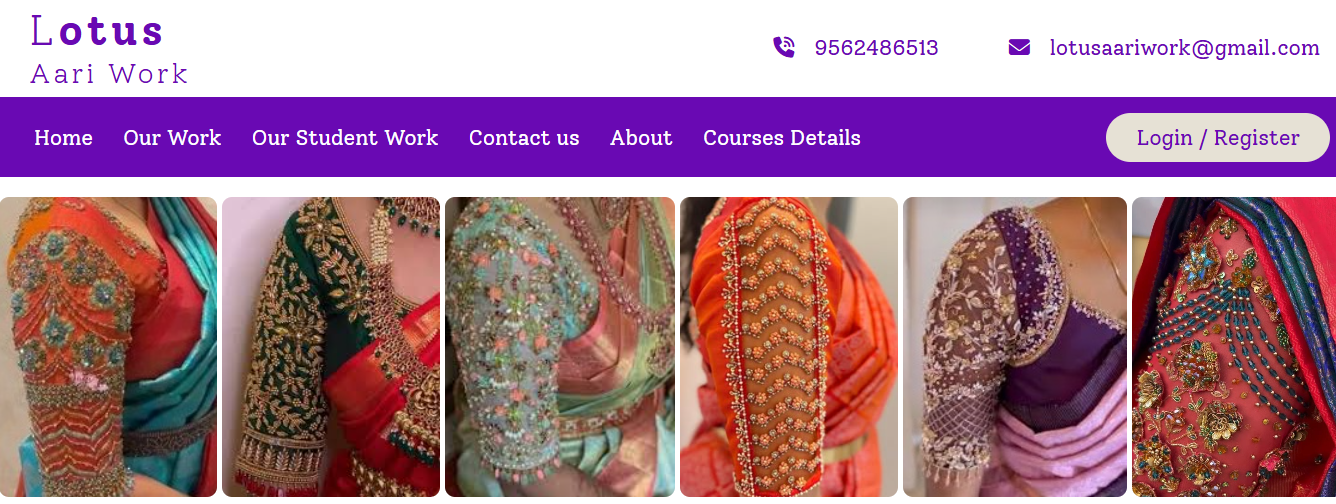 Lotus
Aari Work
9562486513
lotusaariwork@gmail.com
Home
Our Work
Our Student Work
Contact us
About
Courses Details
Login / Register